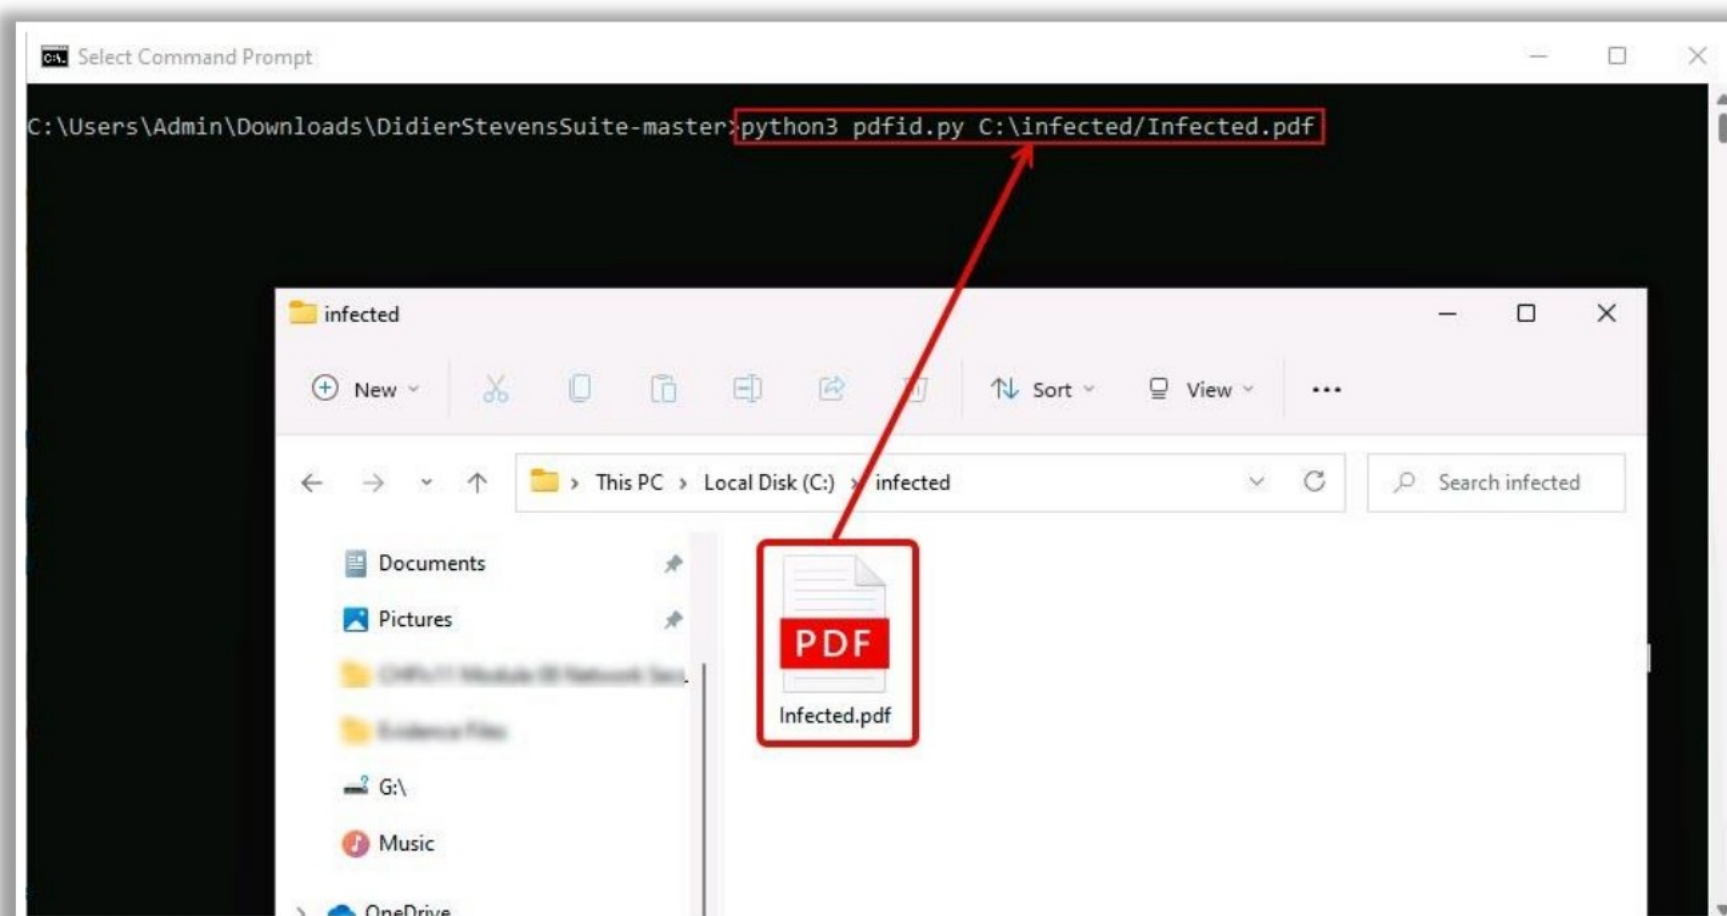 Select Command Prompt
C:\Users\Admin\Downloads\DidierStevensSuite-master>python3 pdfid.py C:\infected/Infected.pdf
infected
New
Sort
View
This PC > Local Disk (C:) > infected
Search infected
Documents
Pictures
G:\
Music
OneDrive
PDF
Infected.pdf